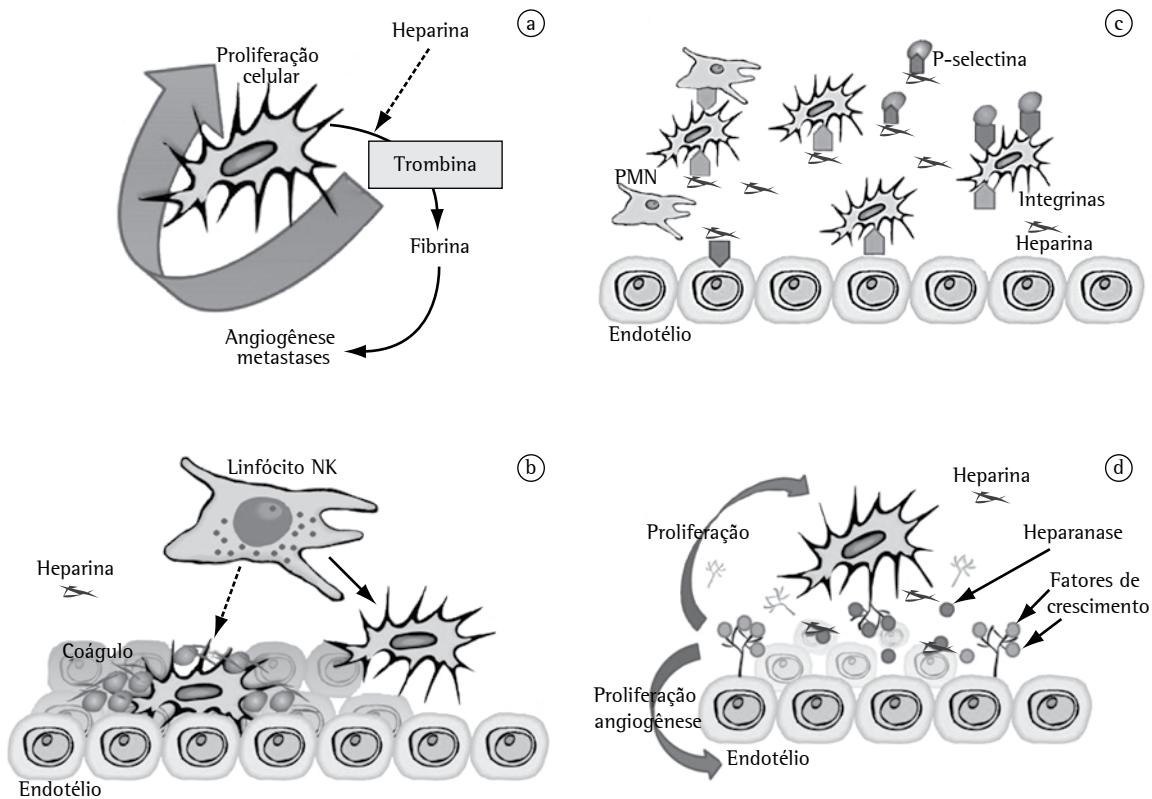 a
Heparina
Proliferação
celular
Trombina
Fibrina
Angiogênese
metastases
c
P-selectina
PMN
Integrinas
Heparina
Endotélio
b
Linfócito NK
Heparina
Coágulo
Endotélio
d
Heparina
Proliferação
Heparanase
Fatores de
crescimento
Proliferação
angiogênese
Endotélio